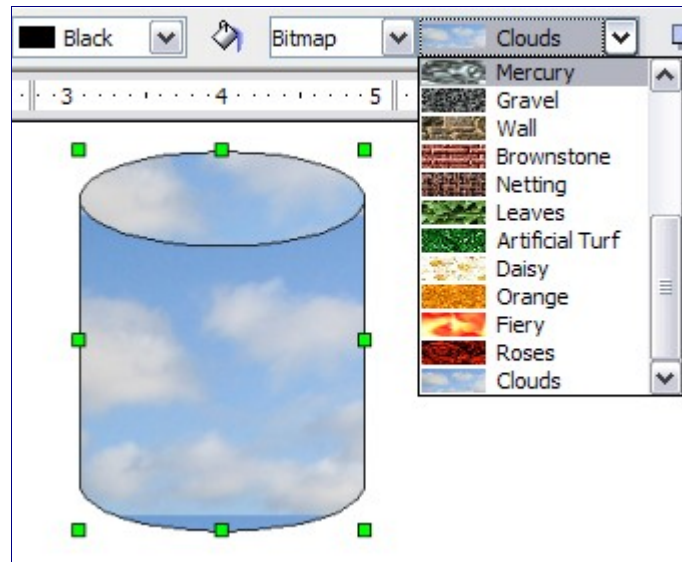 Black Bitmap Clouds
3 4 5
Mercury
Gravel
Wall
Brownstone
Netting
Leaves
Artificial Turf
Daisy
Orange
Fiery
Roses
Clouds